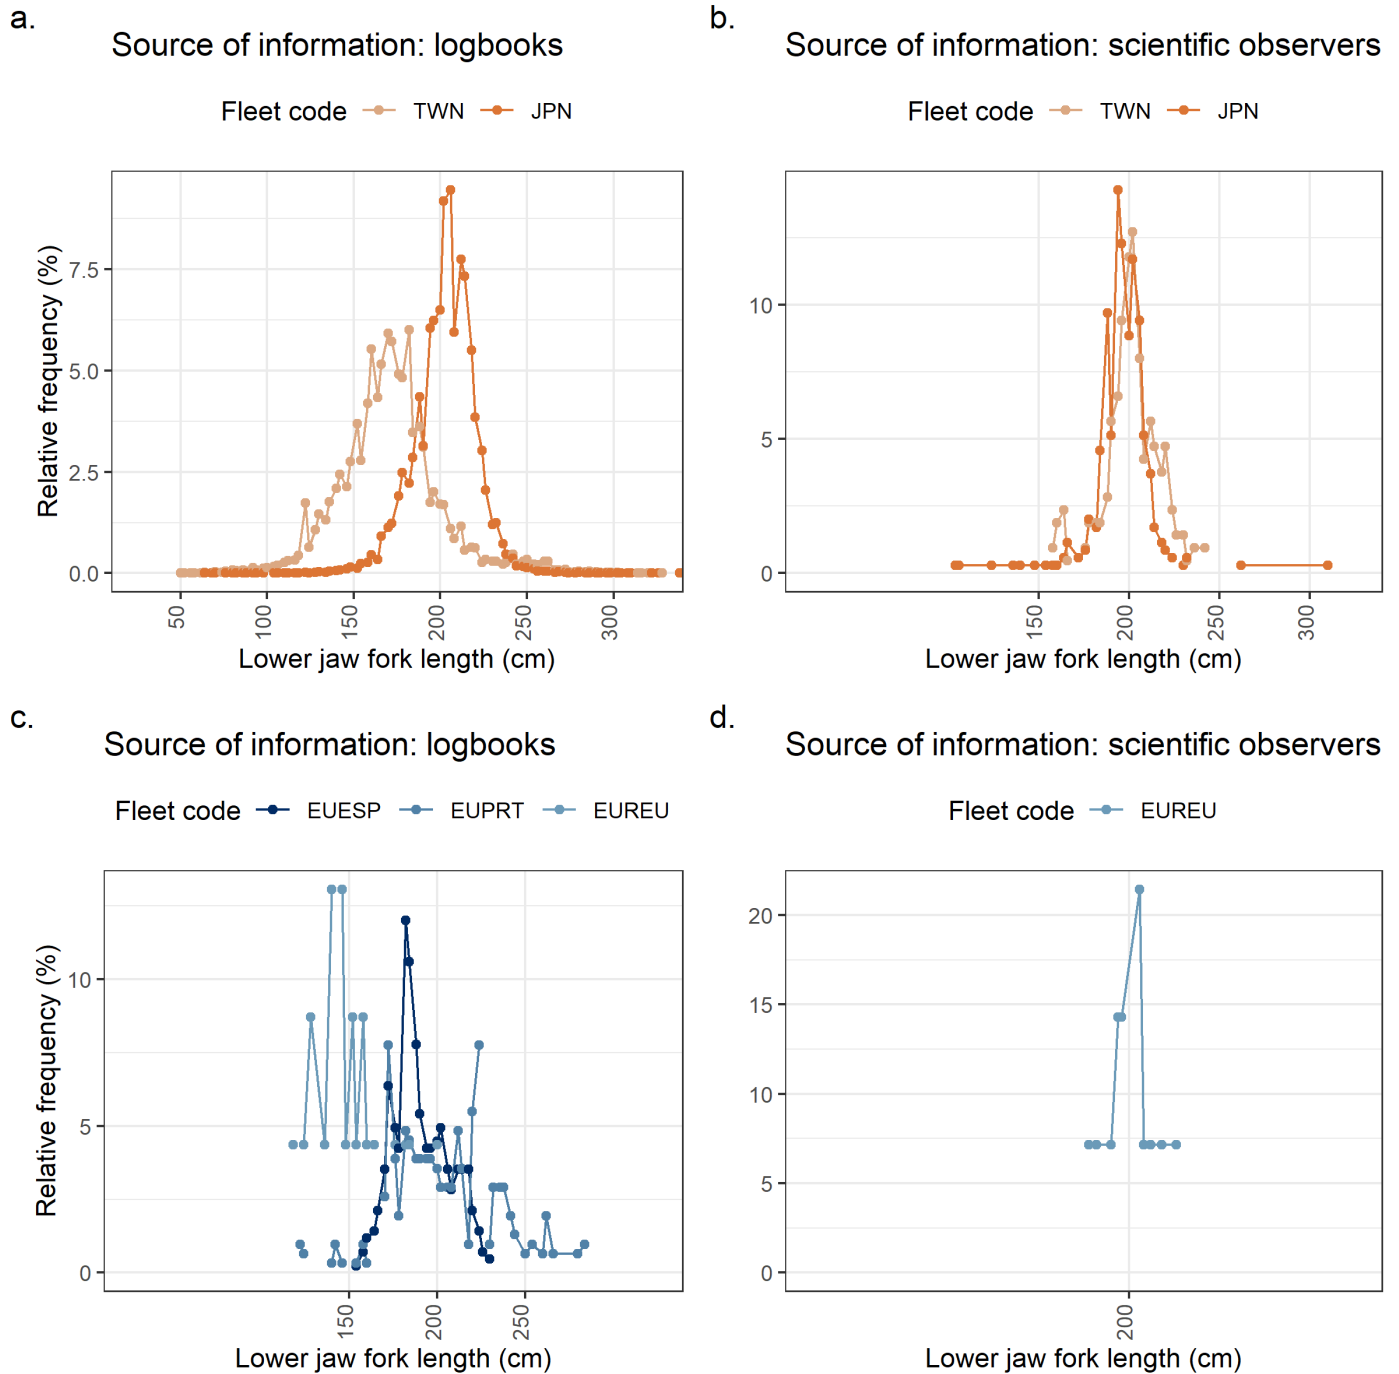 a.
Source of information: logbooks
Fleet code TWN JPN
Relative frequency (%)
7.5
5.0
2.5
0.0
50 100 150 200 250 300
Lower jaw fork length (cm)
b.
Source of information: scientific observers
Fleet code TWN JPN
10
5
0
150 200 250 300
Lower jaw fork length (cm)
c.
Source of information: logbooks
Fleet code EUESP EUPRT EUREU
Relative frequency (%)
10
5
0
150 200 250
Lower jaw fork length (cm)
d.
Source of information: scientific observers
Fleet code EUREU
20
15
10
5
0
200
Lower jaw fork length (cm)